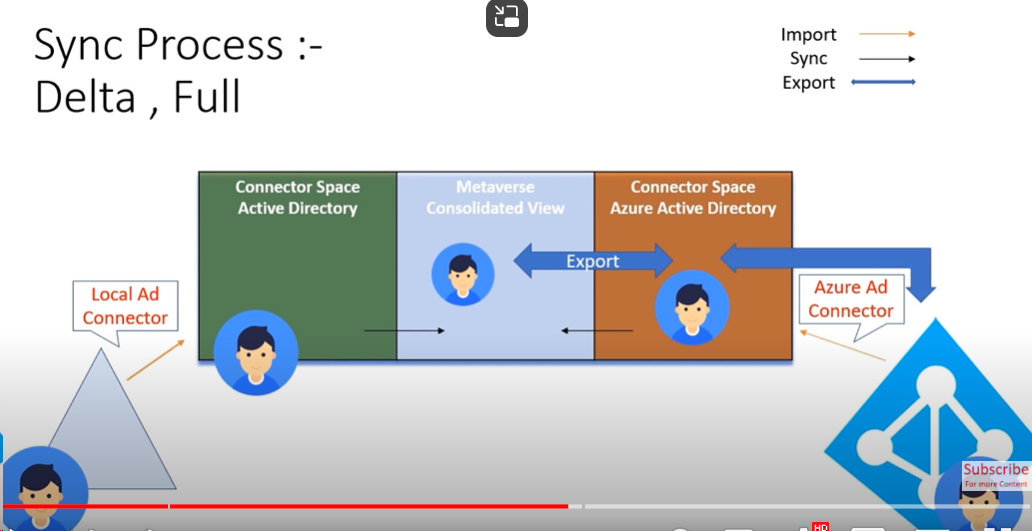 Sync Process :-
Delta , Full
Import
Sync
Export
Connector Space
Active Directory
Metaverse
Consolidated View
Connector Space
Azure Active Directory
Export
Local Ad
Connector
Azure Ad
Connector
Subscribe
For more Content
HD